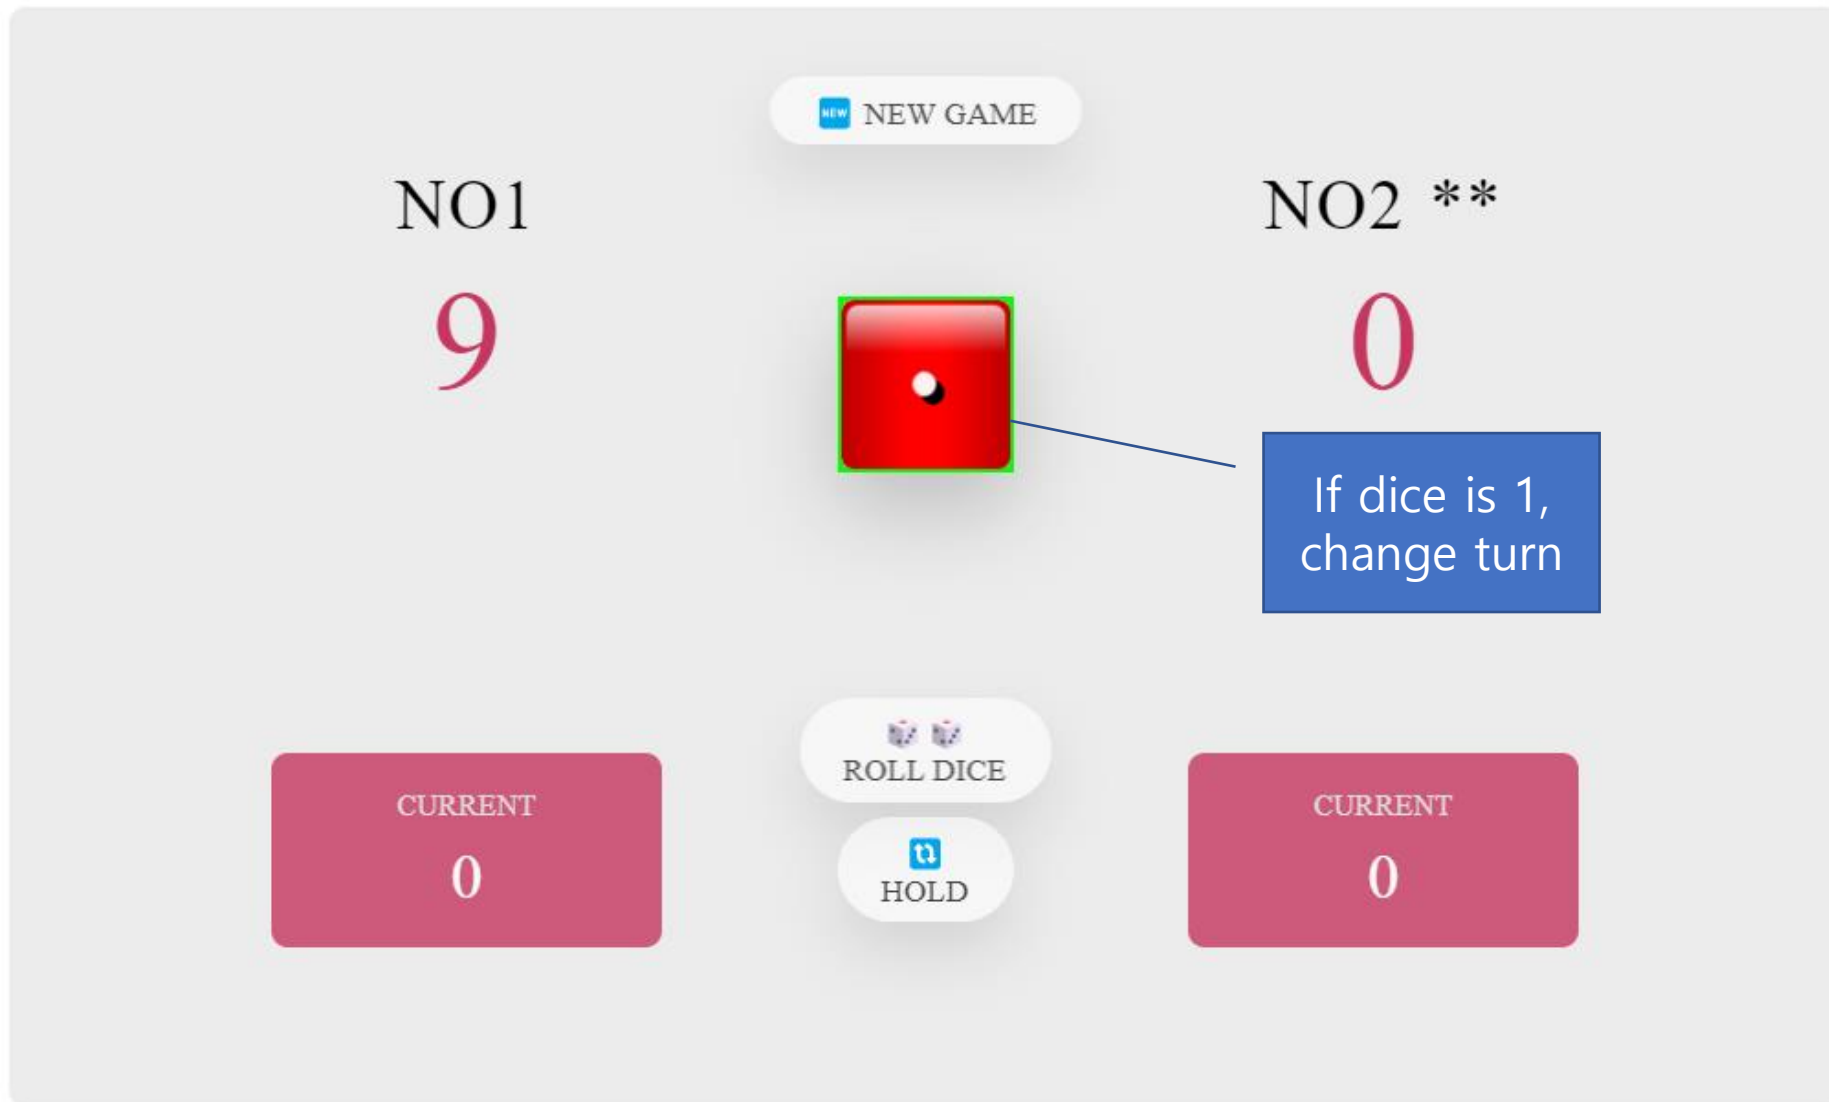 NEW GAME
NO1
NO2 **
9
0
If dice is 1,
change turn
ROLL DICE
CURRENT
0
HOLD
CURRENT
0